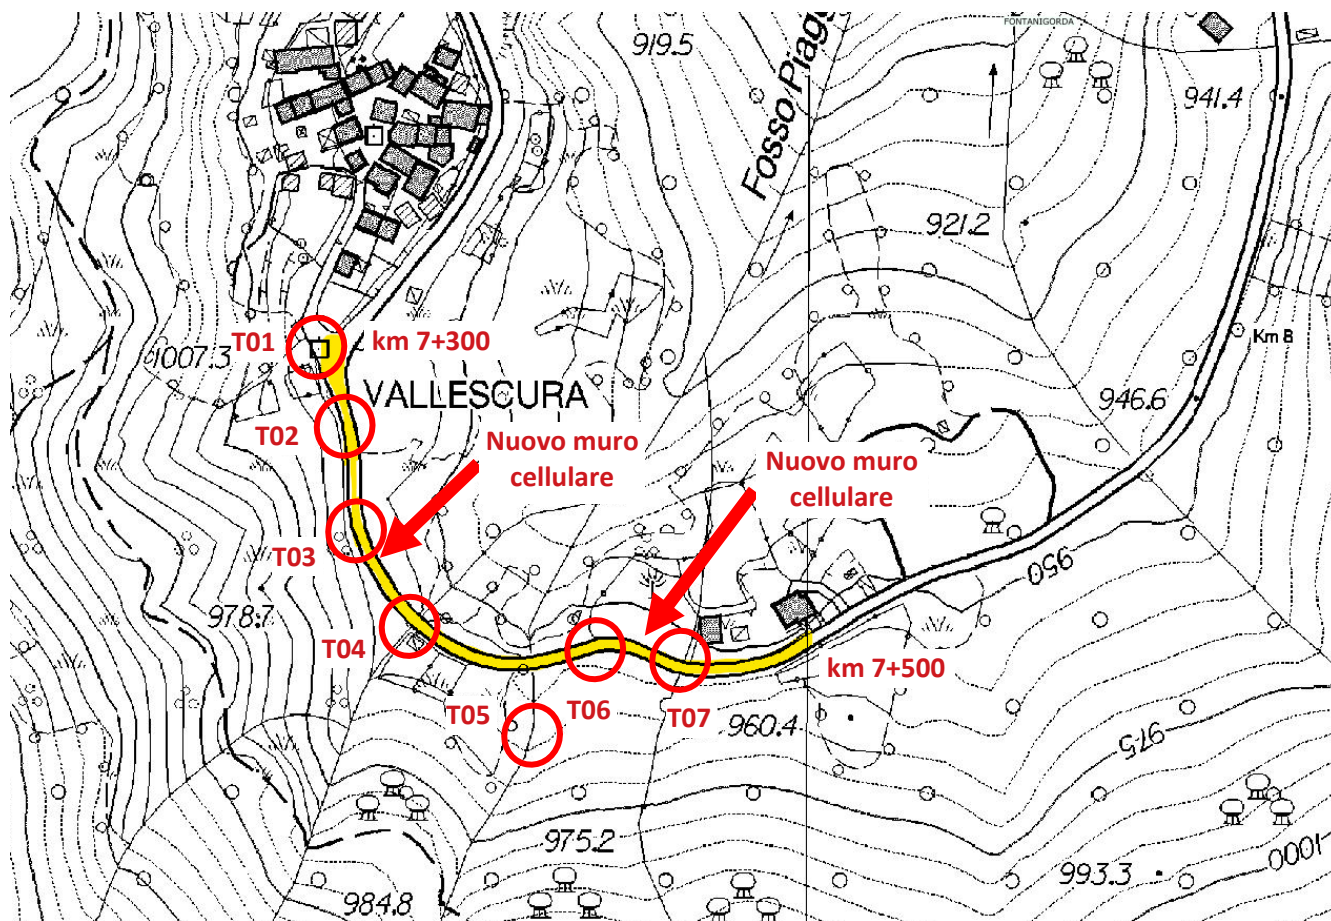 FONTANIGORDA
919.5
Fosso Piagg
941.4
921.2
T01
km 7+300
1007.3
Km 8
VALLESCURA
946.6
T02
Nuovo muro
cellulare
Nuovo muro
cellulare
T03
950
978.7
T04
km 7+500
T05
T06
T07
960.4
975
975.2
993.3
1000
984.8